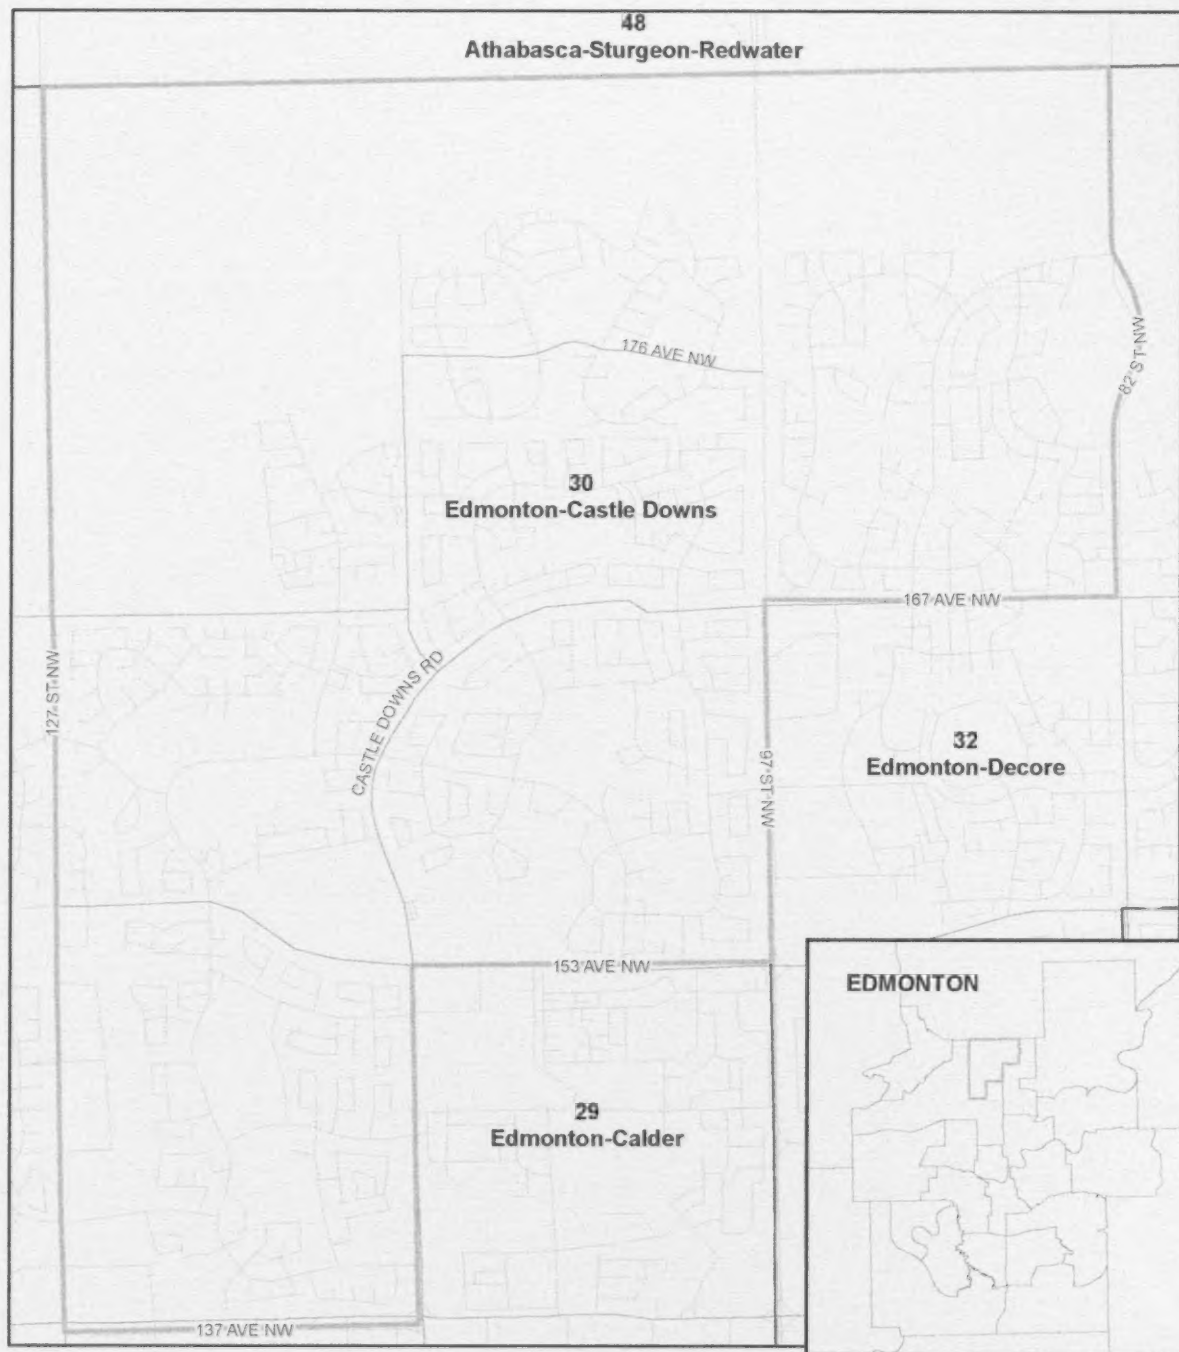 48
Athabasca-Sturgeon-Redwater
176 AVE NW
82 ST NW
30
Edmonton-Castle Downs
167 AVE NW
127 ST NW
CASTLE DOWNS RD
97 ST NW
32
Edmonton-Decore
153 AVE NW
EDMONTON
29
Edmonton-Calder
137 AVE NW